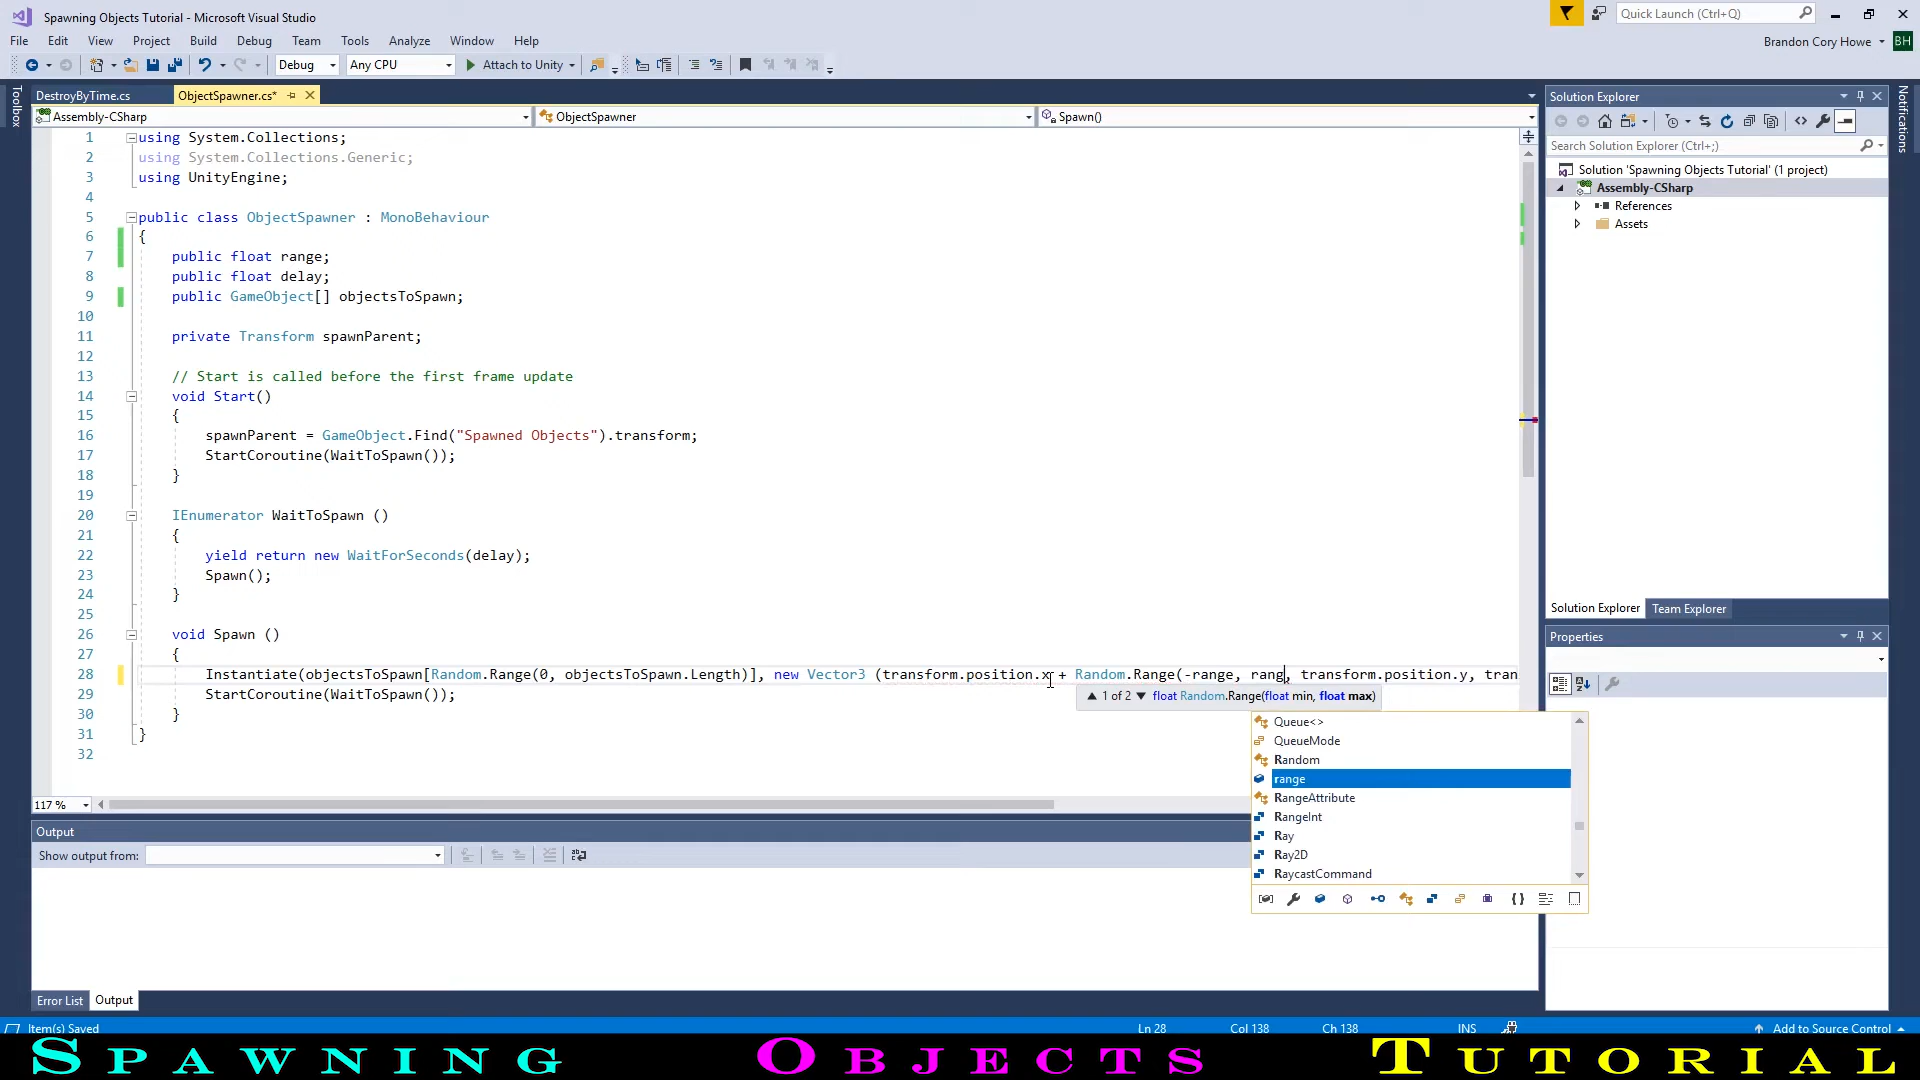 Spawning Objects Tutorial - Microsoft Visual Studio
Quick Launch (Ctrl+Q)
File Edit View Project Build Debug Team Tools Analyze Window Help
Brandon Cory Howe BH
Debug Any CPU Attach to Unity
Toolbox
DestroyByTime.cs ObjectSpawner.cs*
Assembly-CSharp ObjectSpawner Spawn()
1 using System.Collections;
2 using System.Collections.Generic;
3 using UnityEngine;
4
5 public class ObjectSpawner : MonoBehaviour
6 {
7 public float range;
8 public float delay;
9 public GameObject[] objectsToSpawn;
10
11 private Transform spawnParent;
12
13 // Start is called before the first frame update
14 void Start()
15 {
16 spawnParent = GameObject.Find("Spawned Objects").transform;
17 StartCoroutine(WaitToSpawn());
18 }
19
20 IEnumerator WaitToSpawn ()
21 {
22 yield return new WaitForSeconds(delay);
23 Spawn();
24 }
25
26 void Spawn ()
27 {
28 Instantiate(objectsToSpawn[Random.Range(0, objectsToSpawn.Length)], new Vector3 (transform.position.x + Random.Range(-range, rang, transform.position.y, trans
29 StartCoroutine(WaitToSpawn());
30 }
31 }
32
1 of 2 float Random.Range(float min, float max)
Queue<>
QueueMode
Random
range
RangeAttribute
RangeInt
Ray
Ray2D
RaycastCommand
117 %
Output
Show output from:
Error List Output
Solution Explorer
Search Solution Explorer (Ctrl+;)
Solution 'Spawning Objects Tutorial' (1 project)
Assembly-CSharp
References
Assets
Solution Explorer Team Explorer
Properties
Notifications
Item(s) Saved Ln 28 Col 138 Ch 138 INS Add to Source Control
SPAWNING OBJECTS TUTORIAL